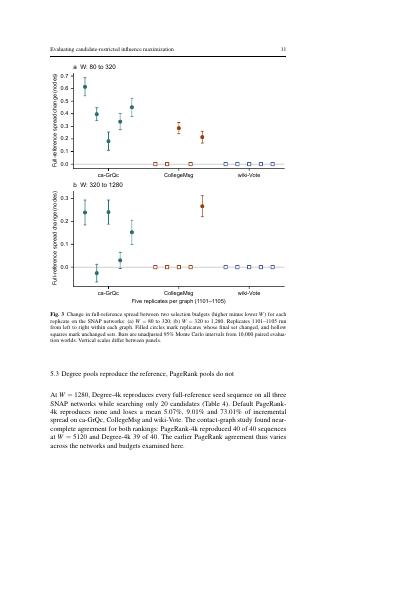 Evaluating candidate-restricted influence maximization 11
a W: 80 to 320
Full-reference spread change (nodes)
0.7
0.6
0.5
0.4
0.3
0.2
0.1
0.0
ca-GrQc CollegeMsg wiki-Vote
b W: 320 to 1280
Full-reference spread change (nodes)
0.3
0.2
0.1
0.0
ca-GrQc CollegeMsg wiki-Vote
Five replicates per graph (1101–1105)
Fig. 3 Change in full-reference spread between two selection budgets (higher minus lower W) for each
replicate on the SNAP networks: (a) W = 80 to 320; (b) W = 320 to 1,280. Replicates 1101–1105 run
from left to right within each graph. Filled circles mark replicates whose final set changed, and hollow
squares mark unchanged sets. Bars are unadjusted 95% Monte Carlo intervals from 10,000 paired evalua-
tion worlds. Vertical scales differ between panels.
5.3 Degree pools reproduce the reference, PageRank pools do not
At W = 1280, Degree-4k reproduces every full-reference seed sequence on all three
SNAP networks while searching only 20 candidates (Table 4). Default PageRank-
4k reproduces none and loses a mean 5.07%, 9.01% and 73.01% of incremental
spread on ca-GrQc, CollegeMsg and wiki-Vote. The contact-graph study found near-
complete agreement for both rankings: PageRank-4k reproduced 40 of 40 sequences
at W = 5120 and Degree-4k 39 of 40. The earlier PageRank agreement thus varies
across the networks and budgets examined here.